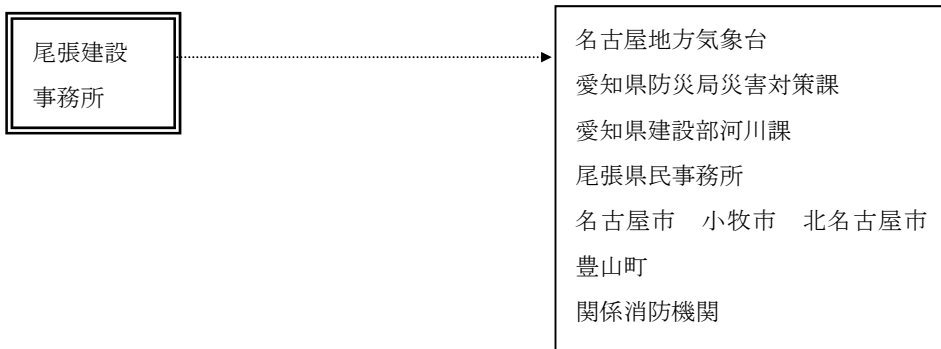 尾張建設
事務所
名古屋地方気象台
愛知県防災局災害対策課
愛知県建設部河川課
尾張県民事務所
名古屋市　小牧市　北名古屋市
豊山町
関係消防機関